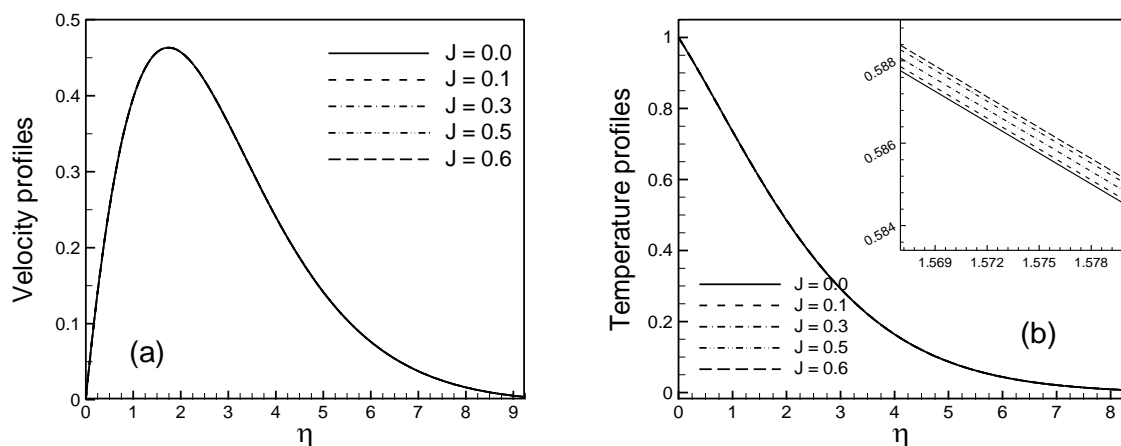 Velocity profiles
0.5
0.4
0.3
0.2
0.1
0
J = 0.0
J = 0.1
J = 0.3
J = 0.5
J = 0.6
(a)
0 1 2 3 4 5 6 7 8 9
η
Temperature profiles
1
0.8
0.6
0.4
0.2
0
0.588
0.586
0.584
1.569 1.572 1.575 1.578
J = 0.0
J = 0.1
J = 0.3
J = 0.5
J = 0.6
(b)
0 1 2 3 4 5 6 7 8
η